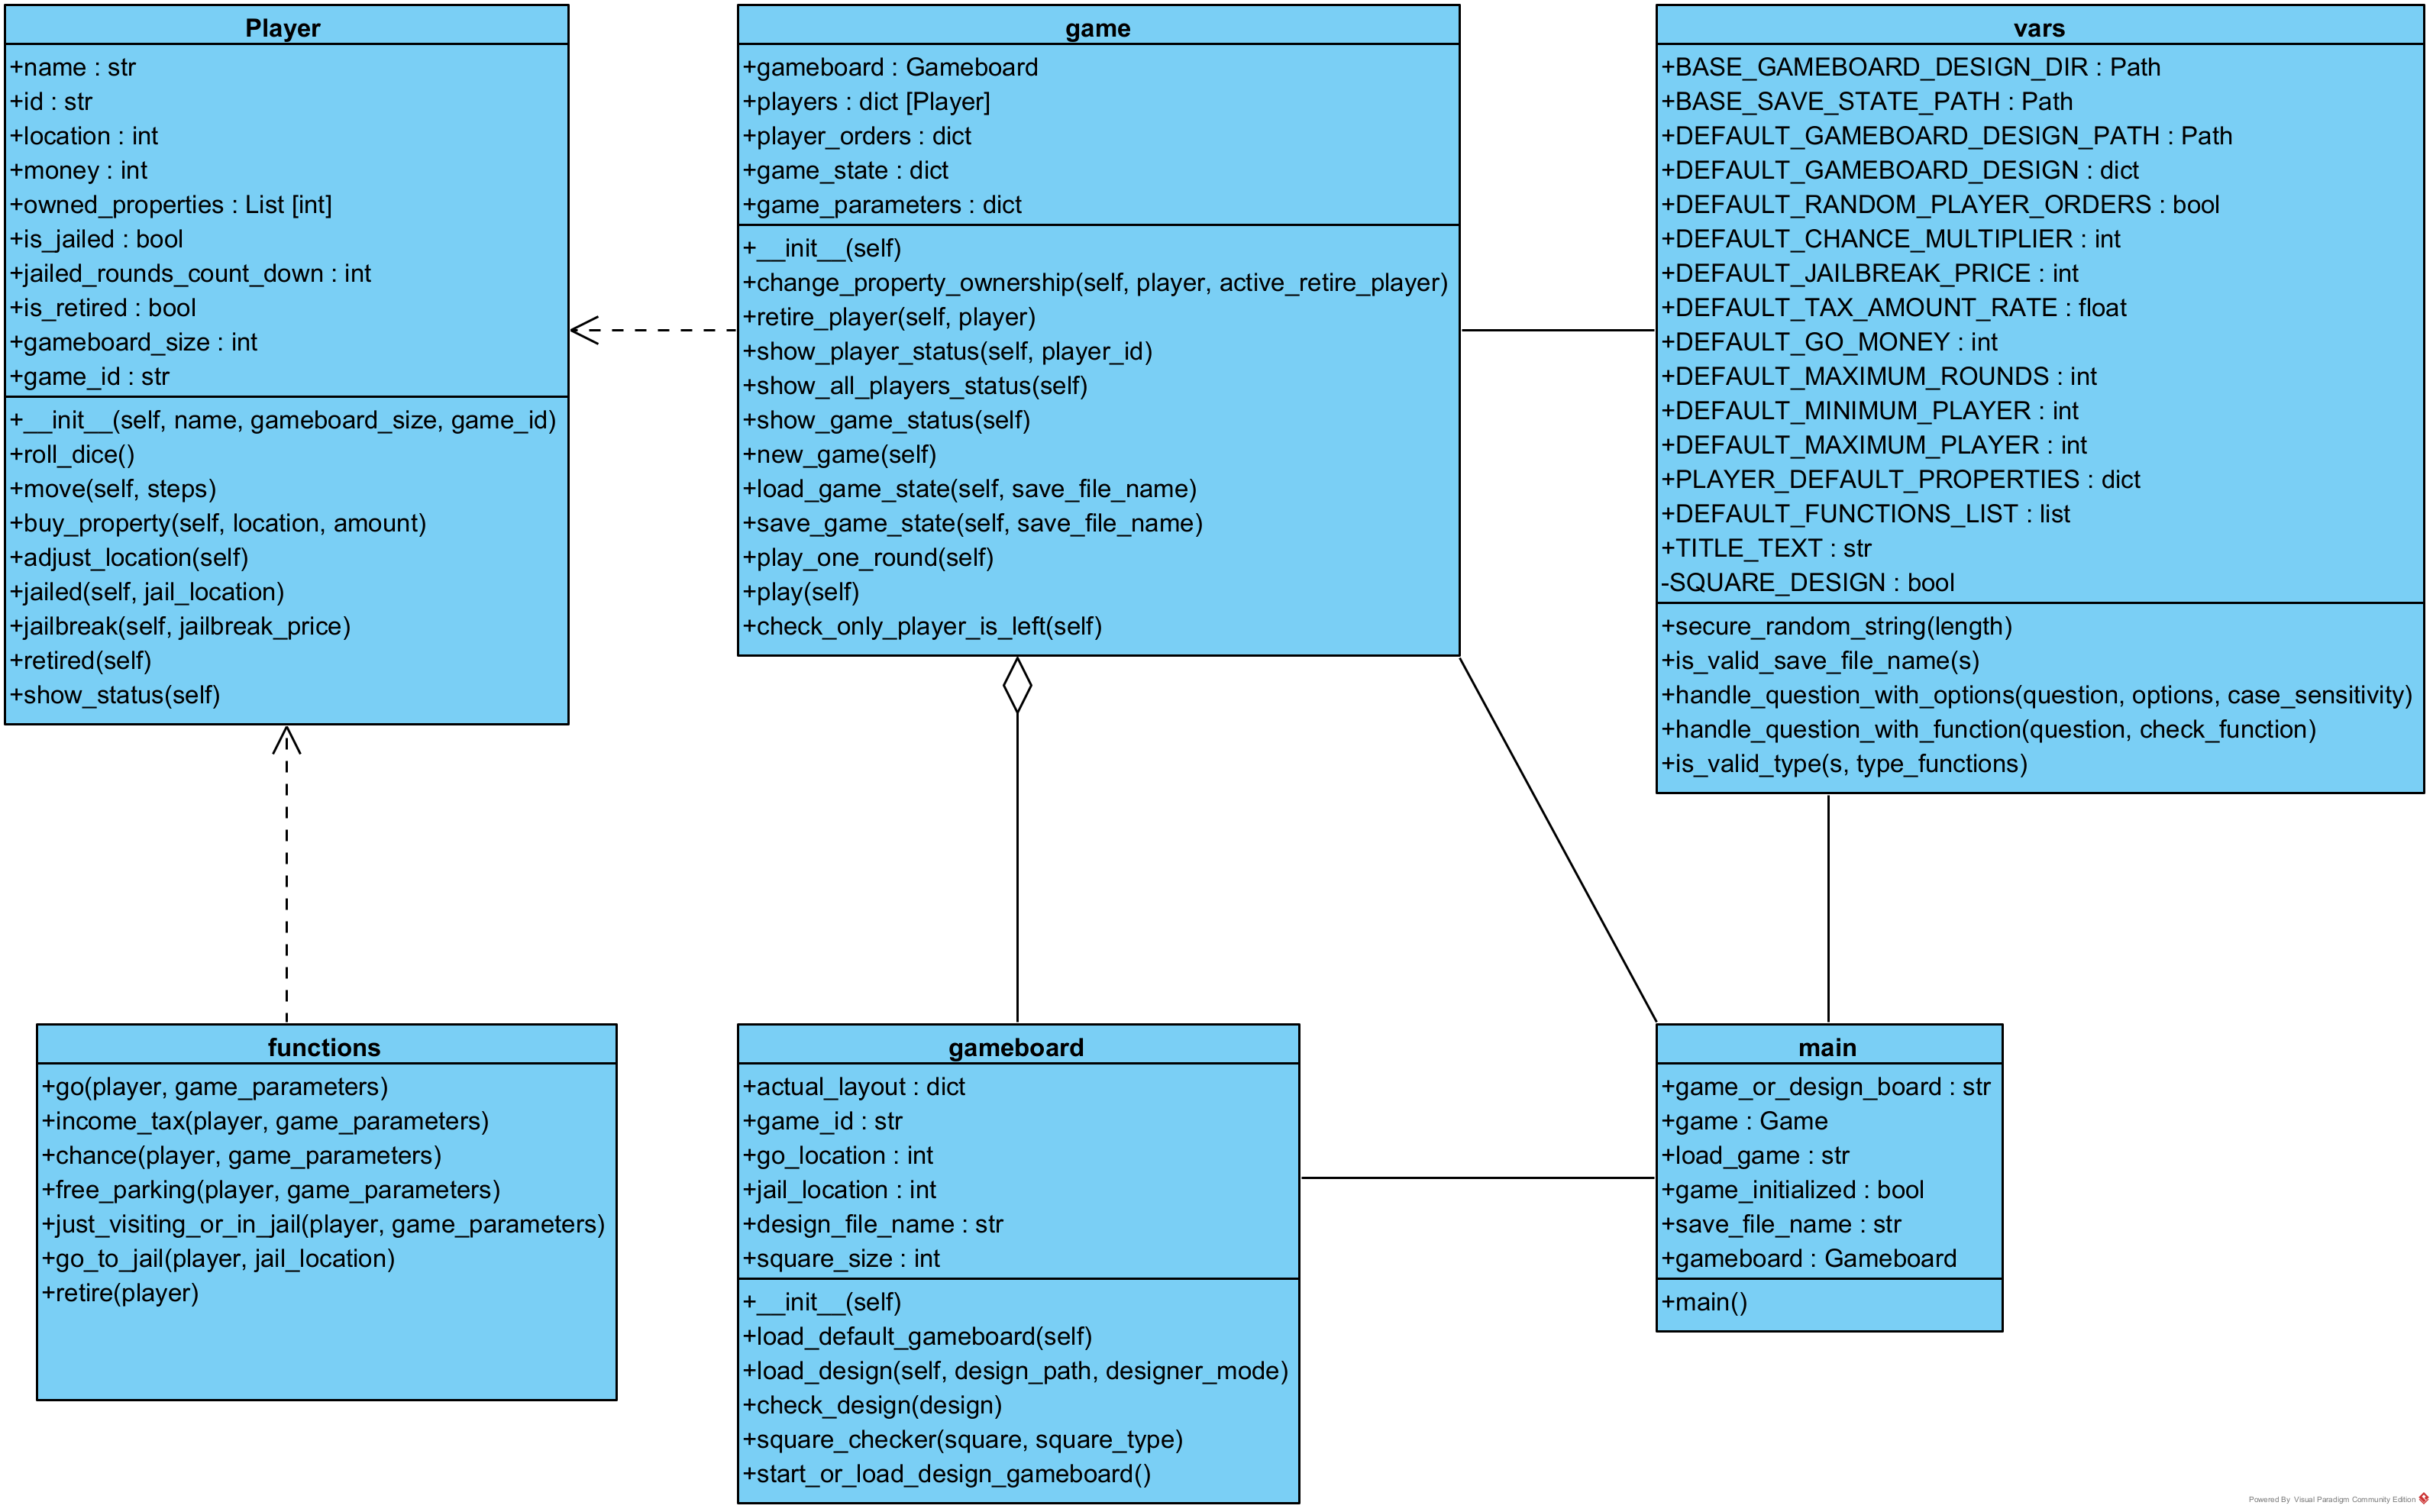 Player
+name : str
+id : str
+location : int
+money : int
+owned_properties : List [int]
+is_jailed : bool
+jailed_rounds_count_down : int
+is_retired : bool
+gameboard_size : int
+game_id : str
+__init__(self, name, gameboard_size, game_id)
+roll_dice()
+move(self, steps)
+buy_property(self, location, amount)
+adjust_location(self)
+jailed(self, jail_location)
+jailbreak(self, jailbreak_price)
+retired(self)
+show_status(self)
game
+gameboard : Gameboard
+players : dict [Player]
+player_orders : dict
+game_state : dict
+game_parameters : dict
+__init__(self)
+change_property_ownership(self, player, active_retire_player)
+retire_player(self, player)
+show_player_status(self, player_id)
+show_all_players_status(self)
+show_game_status(self)
+new_game(self)
+load_game_state(self, save_file_name)
+save_game_state(self, save_file_name)
+play_one_round(self)
+play(self)
+check_only_player_is_left(self)
vars
+BASE_GAMEBOARD_DESIGN_DIR : Path
+BASE_SAVE_STATE_PATH : Path
+DEFAULT_GAMEBOARD_DESIGN_PATH : Path
+DEFAULT_GAMEBOARD_DESIGN : dict
+DEFAULT_RANDOM_PLAYER_ORDERS : bool
+DEFAULT_CHANCE_MULTIPLIER : int
+DEFAULT_JAILBREAK_PRICE : int
+DEFAULT_TAX_AMOUNT_RATE : float
+DEFAULT_GO_MONEY : int
+DEFAULT_MAXIMUM_ROUNDS : int
+DEFAULT_MINIMUM_PLAYER : int
+DEFAULT_MAXIMUM_PLAYER : int
+PLAYER_DEFAULT_PROPERTIES : dict
+DEFAULT_FUNCTIONS_LIST : list
+TITLE_TEXT : str
-SQUARE_DESIGN : bool
+secure_random_string(length)
+is_valid_save_file_name(s)
+handle_question_with_options(question, options, case_sensitivity)
+handle_question_with_function(question, check_function)
+is_valid_type(s, type_functions)
functions
+go(player, game_parameters)
+income_tax(player, game_parameters)
+chance(player, game_parameters)
+free_parking(player, game_parameters)
+just_visiting_or_in_jail(player, game_parameters)
+go_to_jail(player, jail_location)
+retire(player)
gameboard
+actual_layout : dict
+game_id : str
+go_location : int
+jail_location : int
+design_file_name : str
+square_size : int
+__init__(self)
+load_default_gameboard(self)
+load_design(self, design_path, designer_mode)
+check_design(design)
+square_checker(square, square_type)
+start_or_load_design_gameboard()
main
+game_or_design_board : str
+game : Game
+load_game : str
+game_initialized : bool
+save_file_name : str
+gameboard : Gameboard
+main()
Powered By Visual Paradigm Community Edition